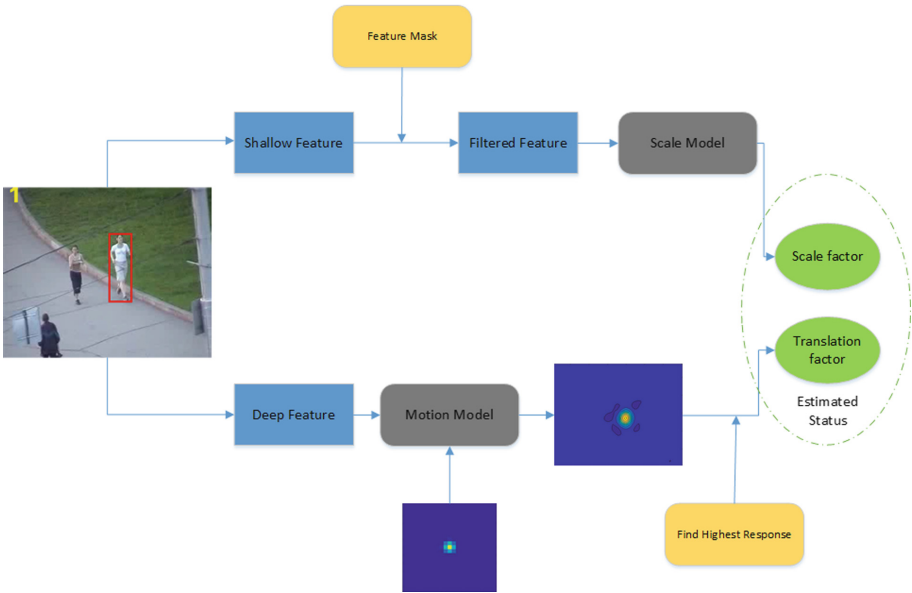 Feature Mask
Shallow Feature
Filtered Feature
Scale Model
1
Scale factor
Translation
factor
Estimated
Status
Deep Feature
Motion Model
Find Highest Response